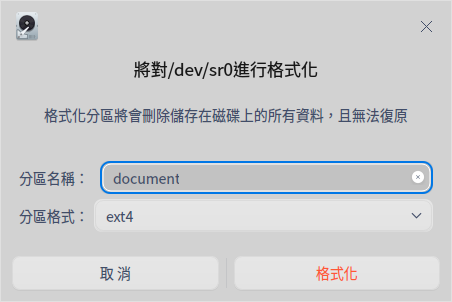 將對/dev/sr0進行格式化
格式化分區將會刪除儲存在磁碟上的所有資料，且無法復原
分區名稱： document
分區格式： ext4
取消 格式化